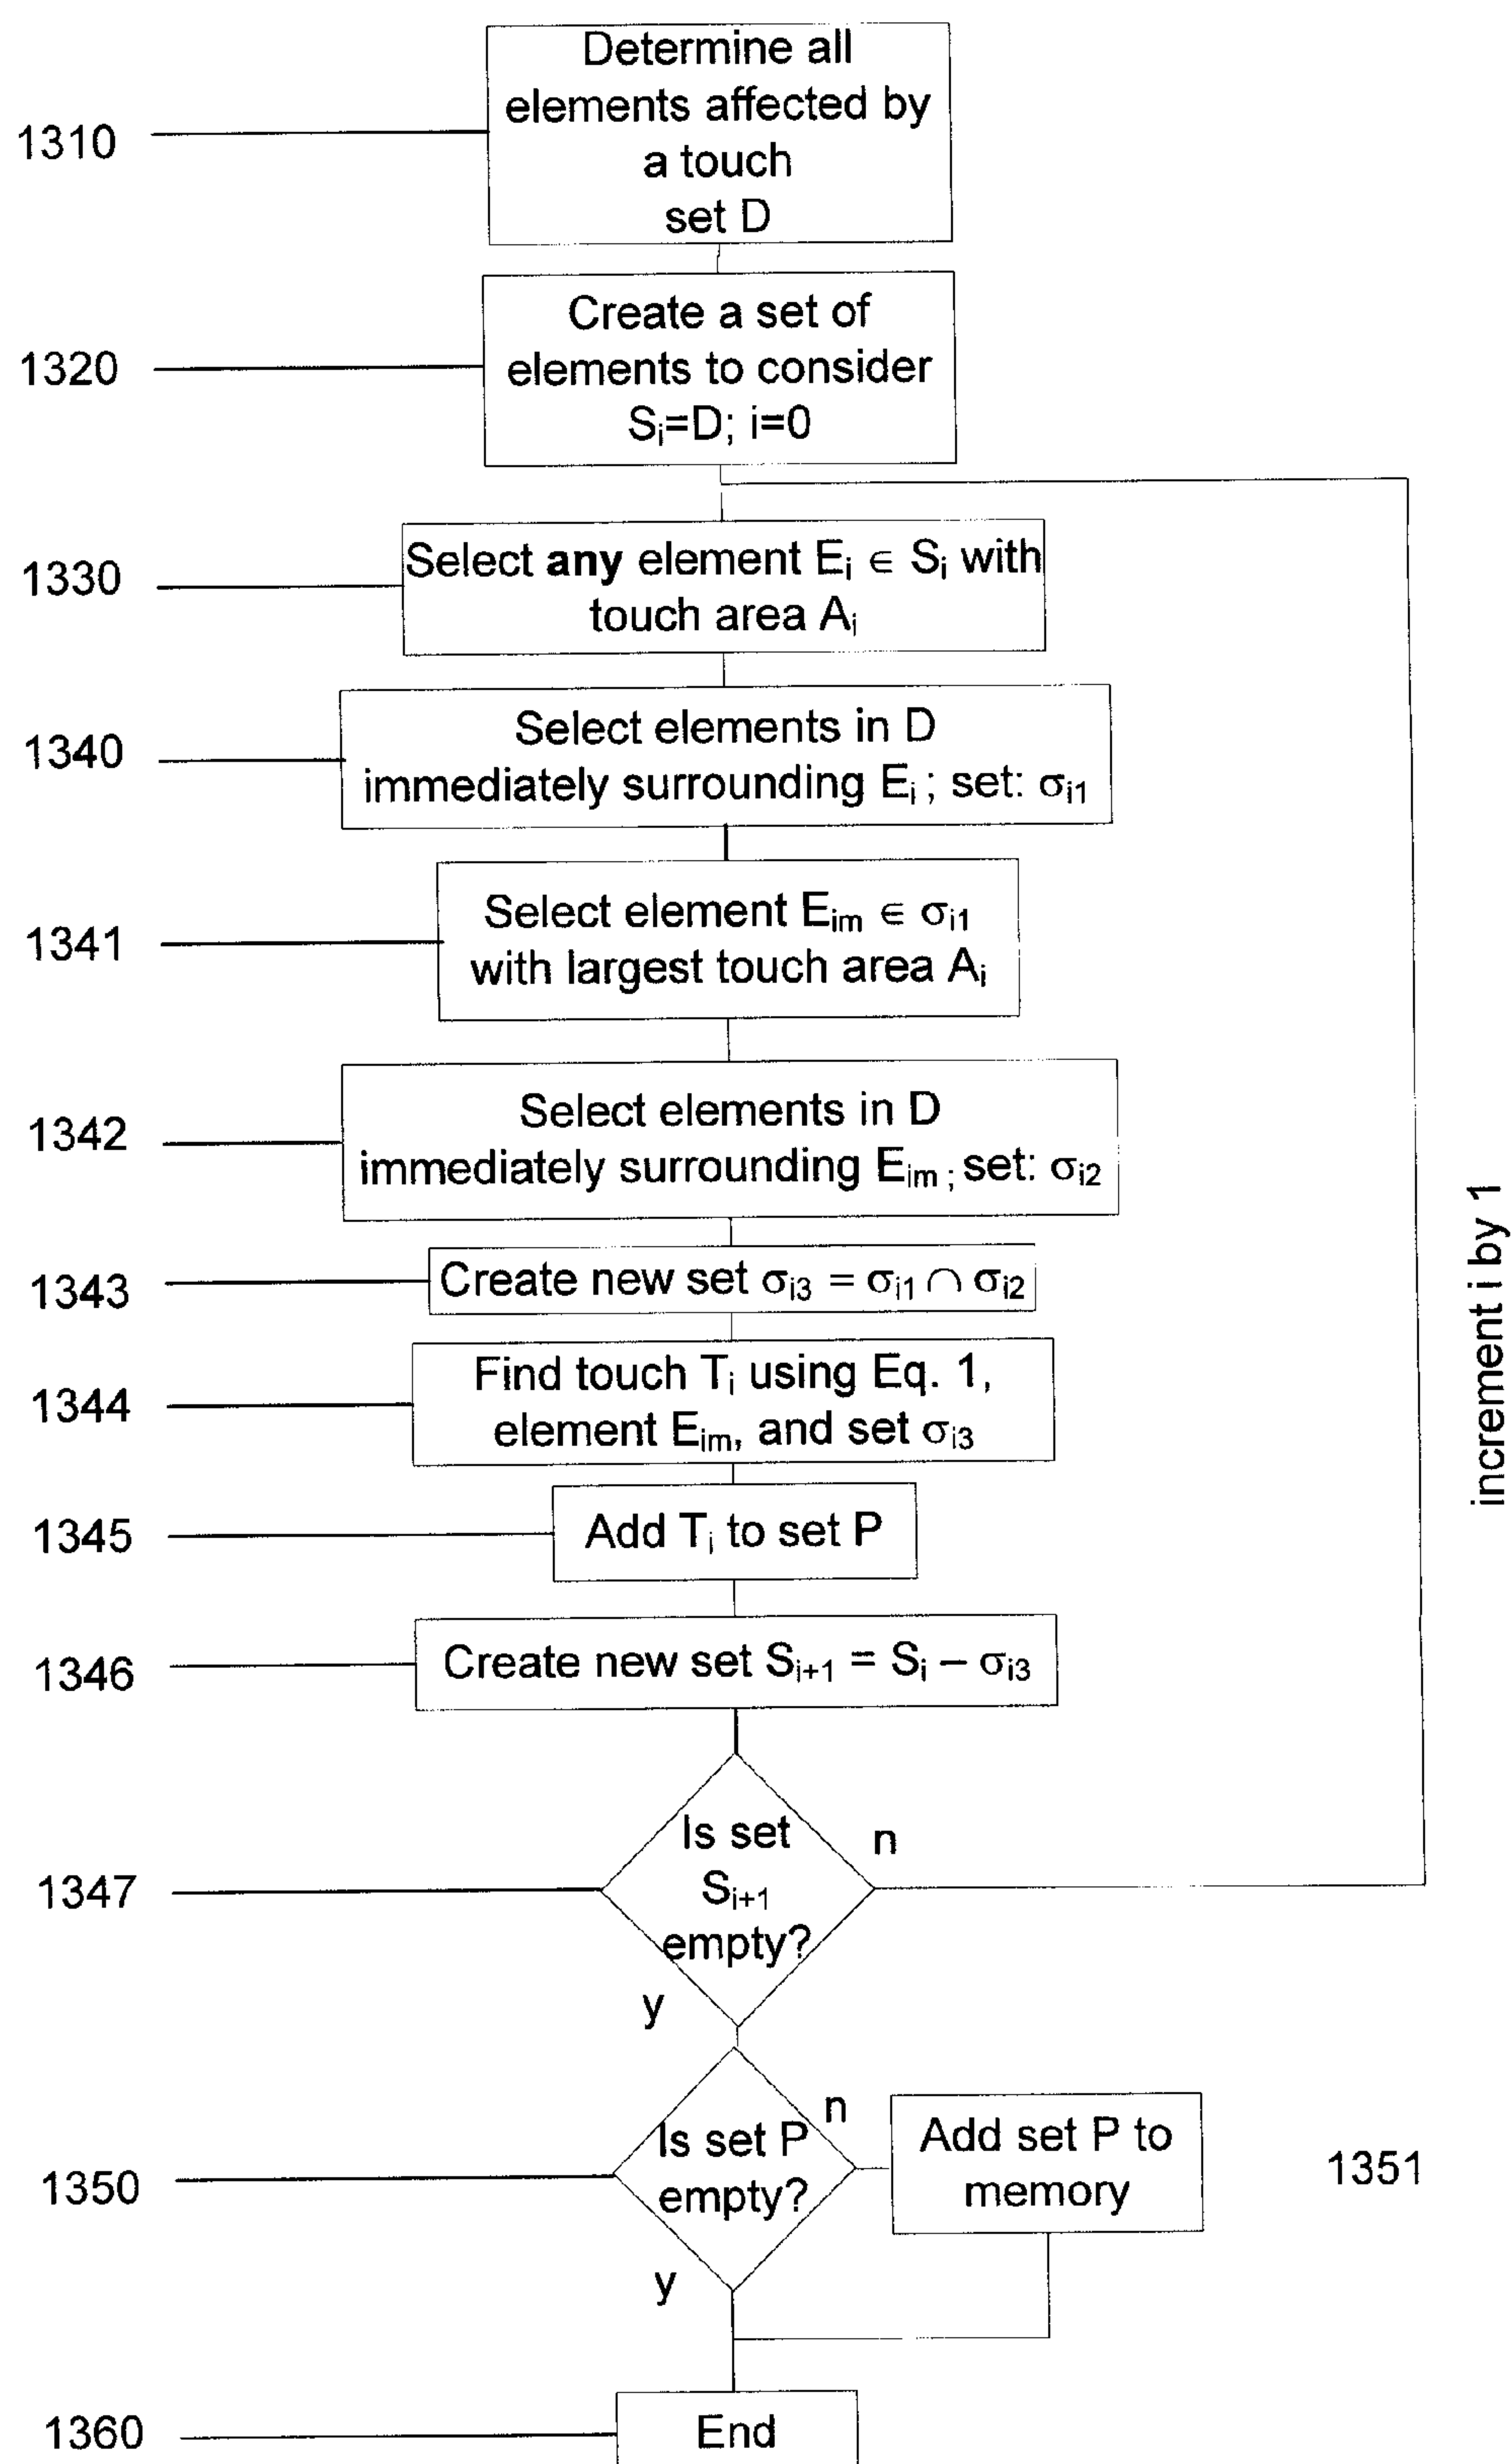 1310
Determine all
elements affected by
a touch
set D
1320
Create a set of
elements to consider
Sᵢ=D; i=0
1330
Select any element Eᵢ ∈ Sᵢ with
touch area Aᵢ
1340
Select elements in D
immediately surrounding Eᵢ ; set: σᵢ₁
1341
Select element Eᵢₘ ∈ σᵢ₁
with largest touch area Aᵢ
1342
Select elements in D
immediately surrounding Eᵢₘ ; set: σᵢ₂
1343
Create new set σᵢ₃ = σᵢ₁ ∩ σᵢ₂
1344
Find touch Tᵢ using Eq. 1,
element Eᵢₘ, and set σᵢ₃
1345
Add Tᵢ to set P
1346
Create new set Sᵢ₊₁ = Sᵢ – σᵢ₃
1347
Is set
Sᵢ₊₁
empty?
n
y
increment i by 1
1350
Is set P
empty?
n
y
Add set P to
memory
1351
1360
End